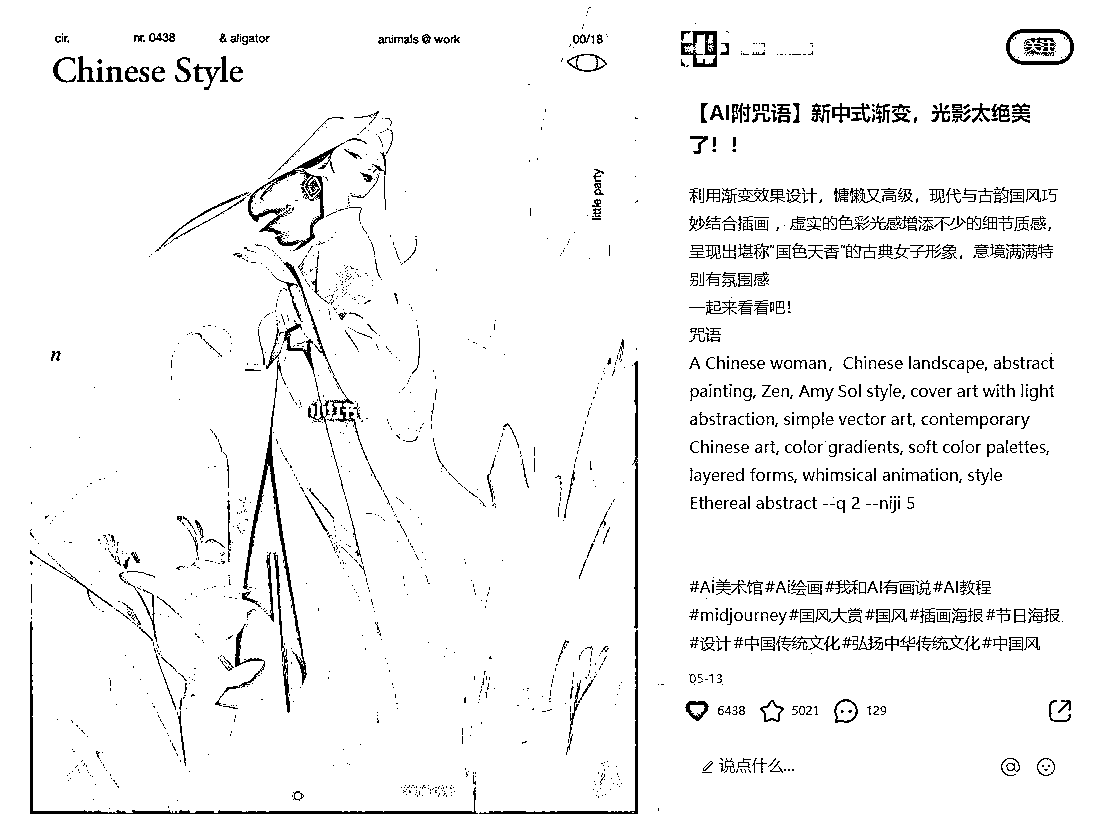 cir.
nr. 0438
& aligator
animals @ work
00/18
Chinese Style
little party
n
小红书
关注
【AI附咒语】新中式渐变，光影太绝美
了！！
利用渐变效果设计，慵懒又高级，现代与古韵国风巧
妙结合插画，虚实的色彩光感增添不少的细节质感，
呈现出堪称“国色天香”的古典女子形象，意境满满特
别有氛围感
一起来看看吧！
咒语
A Chinese woman，Chinese landscape, abstract
painting, Zen, Amy Sol style, cover art with light
abstraction, simple vector art, contemporary
Chinese art, color gradients, soft color palettes,
layered forms, whimsical animation, style
Ethereal abstract --q 2 --niji 5
#Ai美术馆#Ai绘画#我和AI有画说#AI教程
#midjourney#国风大赏#国风#插画海报#节日海报
#设计#中国传统文化#弘扬中华传统文化#中国风
05-13
6438
5021
129
说点什么...